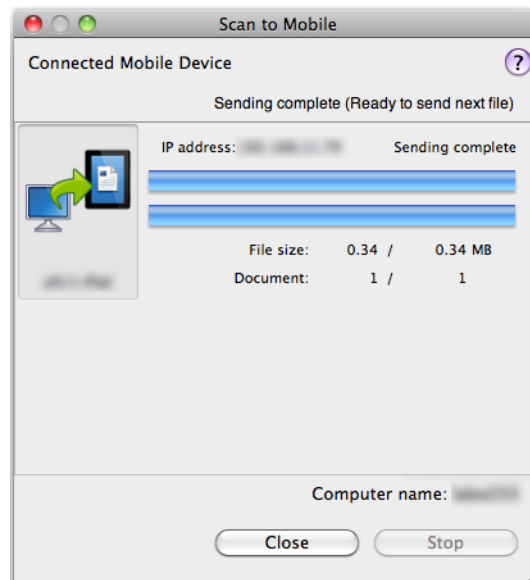 Scan to Mobile
Connected Mobile Device
?
Sending complete (Ready to send next file)
IP address: Sending complete
File size: 0.34 / 0.34 MB
Document: 1 / 1
Computer name:
Close Stop